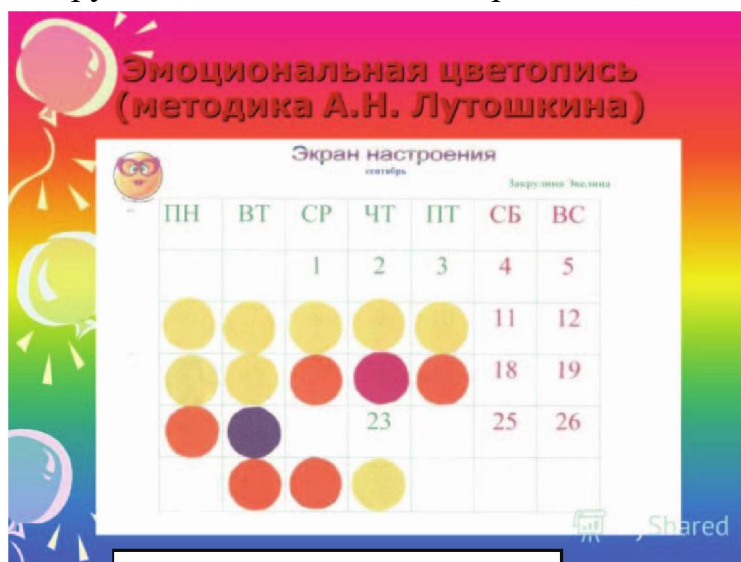 Эмоциональная цветопись
(методика А.Н. Лутошкина)
Экран настроения
сентябрь
Закрулина Эвелина
ПН ВТ СР ЧТ ПТ СБ ВС
1 2 3 4 5
11 12
18 19
23 25 26
Shared